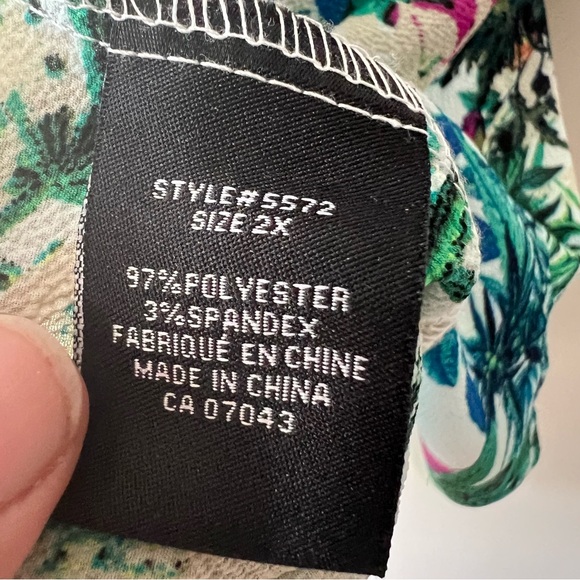 STYLE#5572
SIZE 2X
97%POLYESTER
3%SPANDEX
FABRIQUÉ EN CHINE
MADE IN CHINA
CA 07043